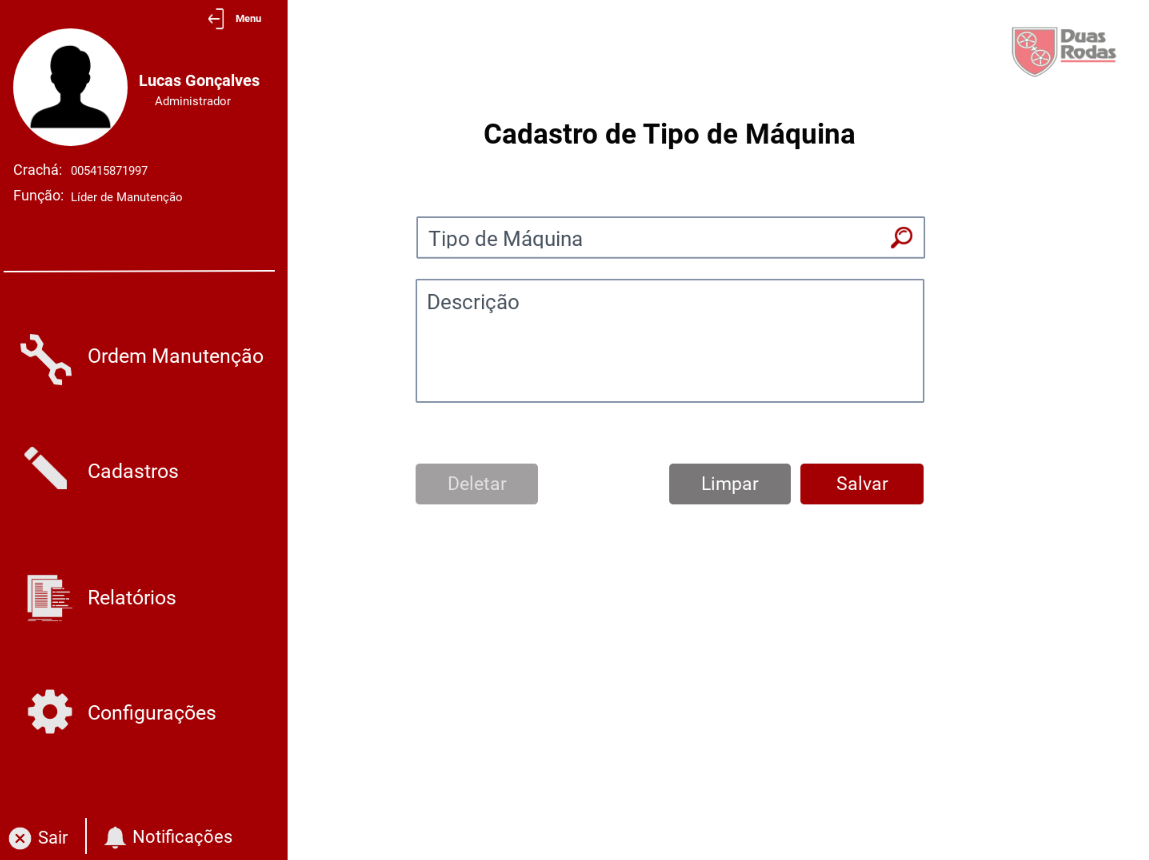 Menu
Lucas Gonçalves
Administrador
Crachá: 005415871997
Função: Líder de Manutenção
Ordem Manutenção
Cadastros
Relatórios
Configurações
Sair
Notificações
Duas
Rodas
Cadastro de Tipo de Máquina
Tipo de Máquina
Descrição
Deletar
Limpar
Salvar